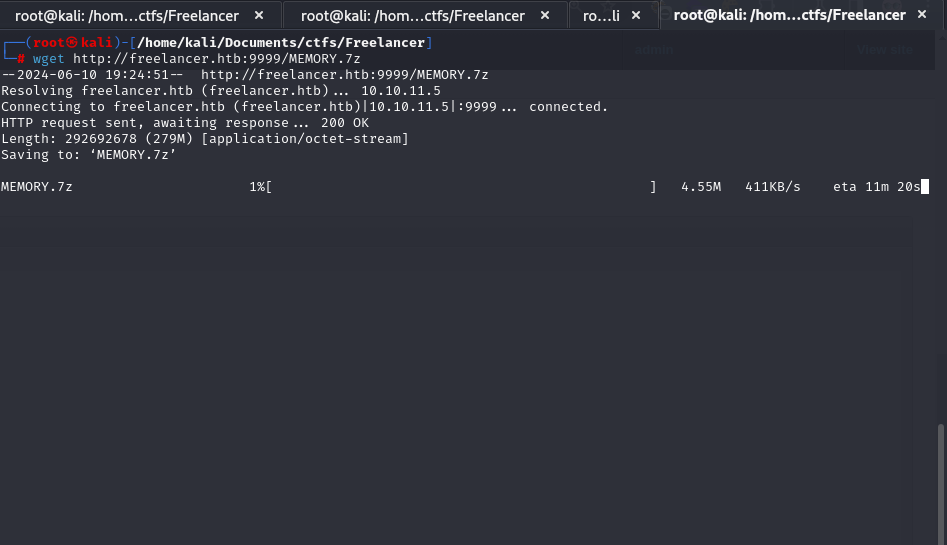 root@kali: /hom…ctfs/Freelancer × root@kali: /hom…ctfs/Freelancer × ro…li × root@kali: /hom…ctfs/Freelancer ×
┌──(root㉿kali)-[/home/kali/Documents/ctfs/Freelancer]
└─# wget http://freelancer.htb:9999/MEMORY.7z
--2024-06-10 19:24:51--  http://freelancer.htb:9999/MEMORY.7z
Resolving freelancer.htb (freelancer.htb)... 10.10.11.5
Connecting to freelancer.htb (freelancer.htb)|10.10.11.5|:9999... connected.
HTTP request sent, awaiting response... 200 OK
Length: 292692678 (279M) [application/octet-stream]
Saving to: ‘MEMORY.7z’
MEMORY.7z 1%[ ] 4.55M 411KB/s eta 11m 20s
admin View site